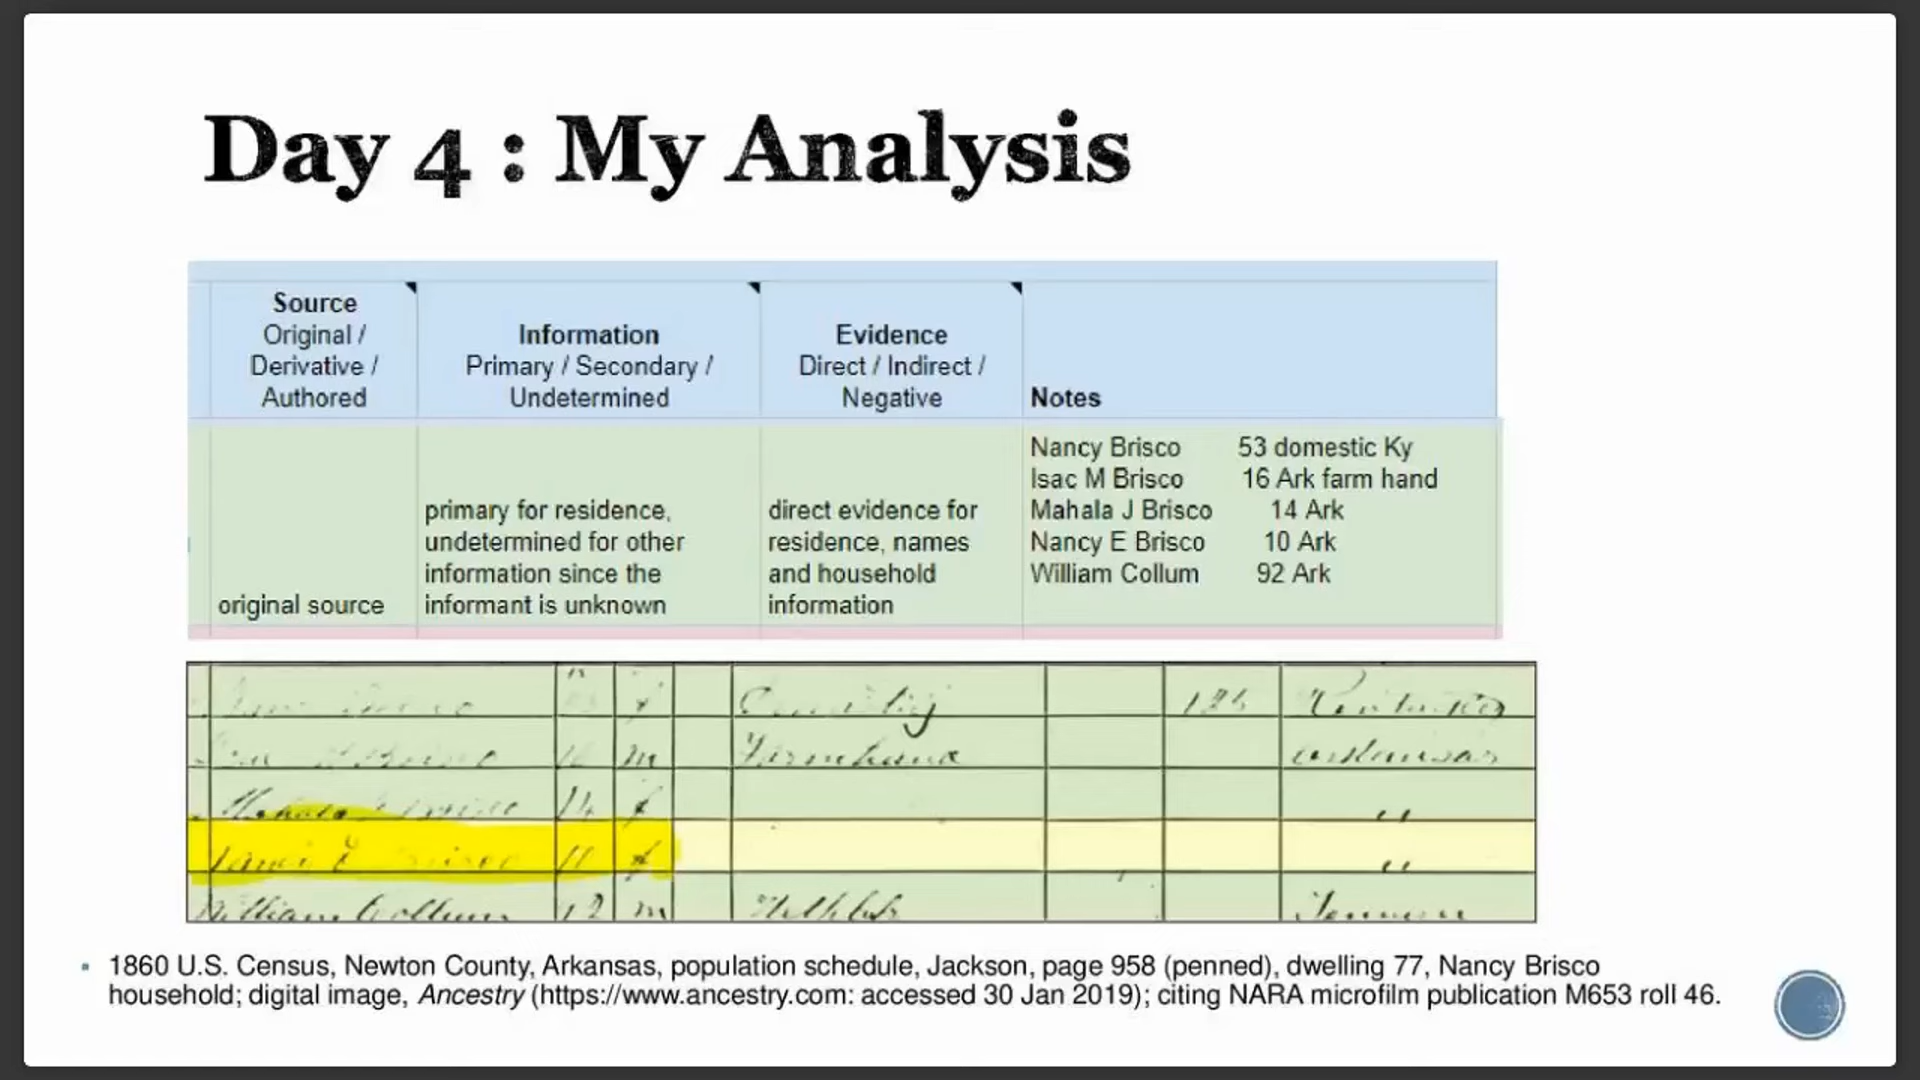 Day 4 : My Analysis
Source
Original /
Derivative /
Authored
Information
Primary / Secondary /
Undetermined
Evidence
Direct / Indirect /
Negative
Notes
original source
primary for residence,
undetermined for other
information since the
informant is unknown
direct evidence for
residence, names
and household
information
Nancy Brisco 53 domestic Ky
Isac M Brisco 16 Ark farm hand
Mahala J Brisco 14 Ark
Nancy E Brisco 10 Ark
William Collum 92 Ark
f 125 Kentucky
m Farmhand arkansas
14 f "
f "
William Collum m
1860 U.S. Census, Newton County, Arkansas, population schedule, Jackson, page 958 (penned), dwelling 77, Nancy Brisco
household; digital image, Ancestry (https://www.ancestry.com: accessed 30 Jan 2019); citing NARA microfilm publication M653 roll 46.